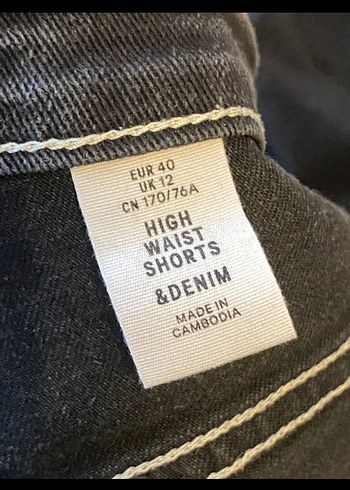 EUR 40
UK 12
CN 170/76A
HIGH
WAIST
SHORTS
&DENIM
MADE IN
CAMBODIA